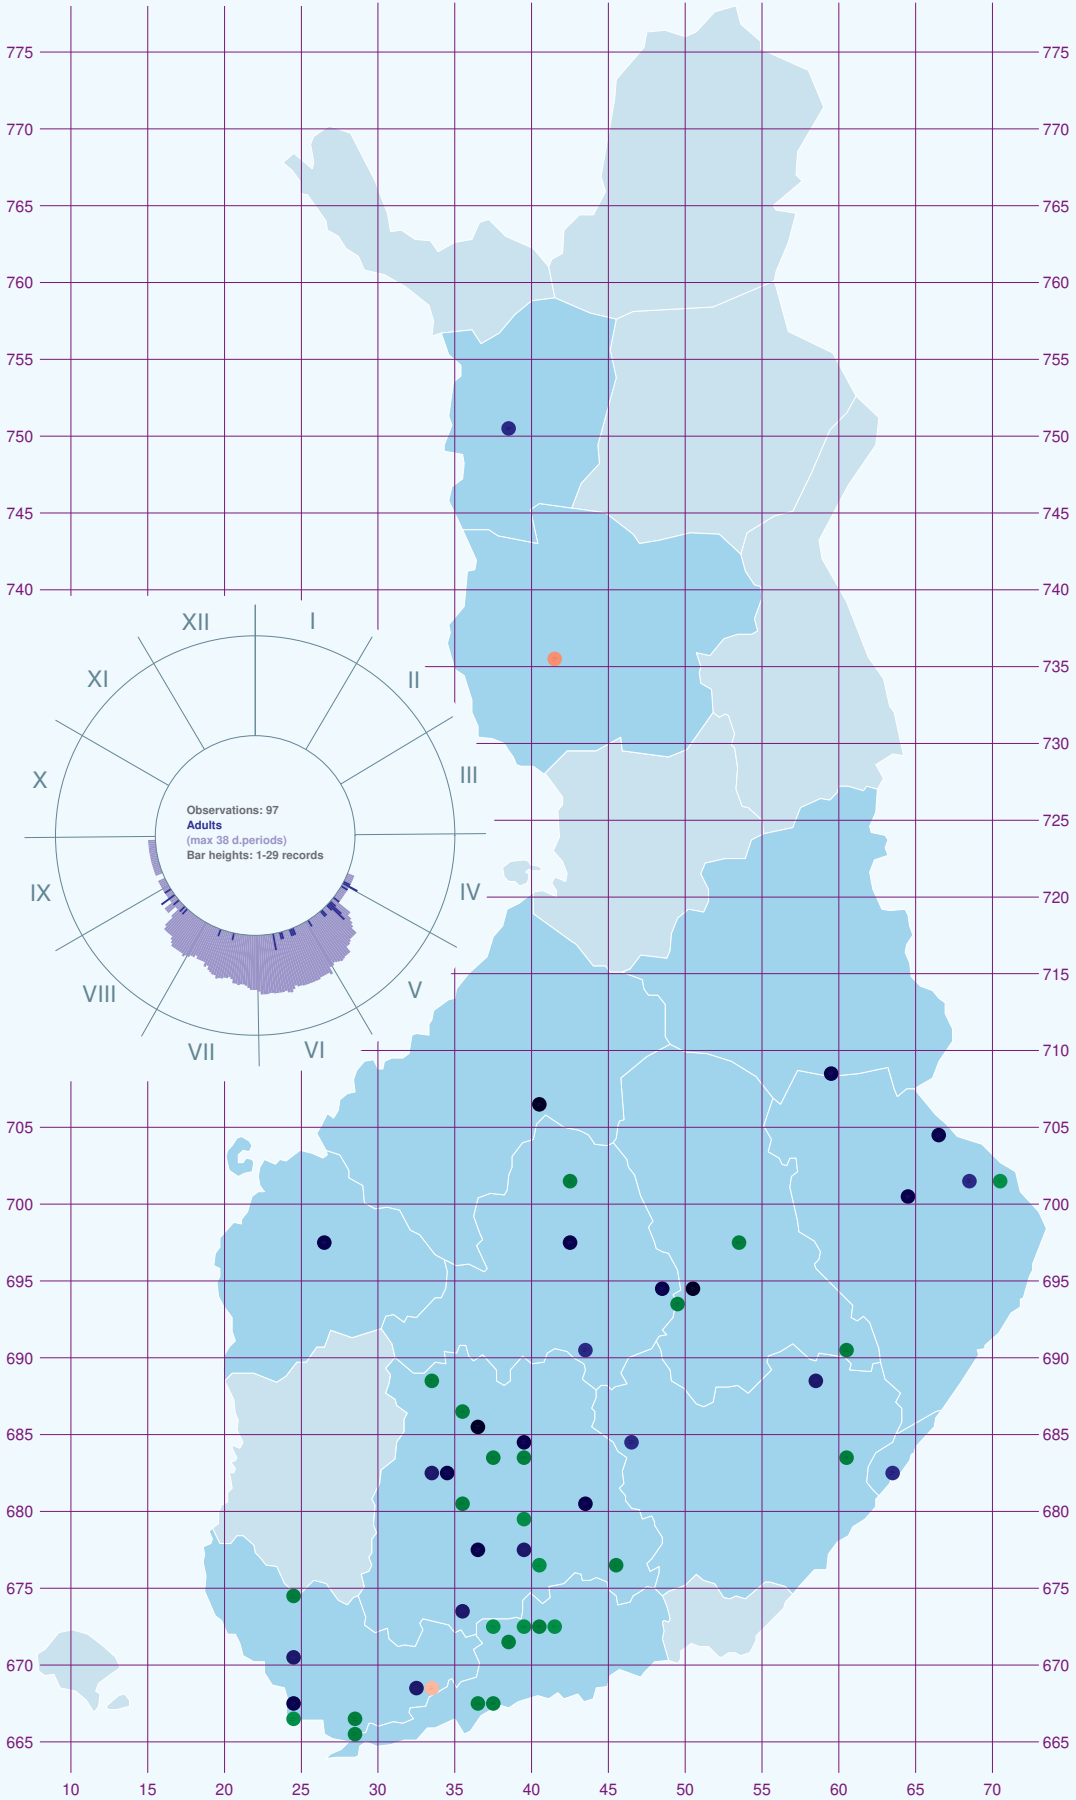 775 775
770 770
765 765
760 760
755 755
750 750
745 745
740 740
XII I
XI II
735
X III
730
Observations: 97
Adults
(max 38 d.periods)
Bar heights: 1-29 records
725
IX IV
720
VIII V
715
VII VI
710
705 705
700 700
695 695
690 690
685 685
680 680
675 675
670 670
665 665
10 15 20 25 30 35 40 45 50 55 60 65 70